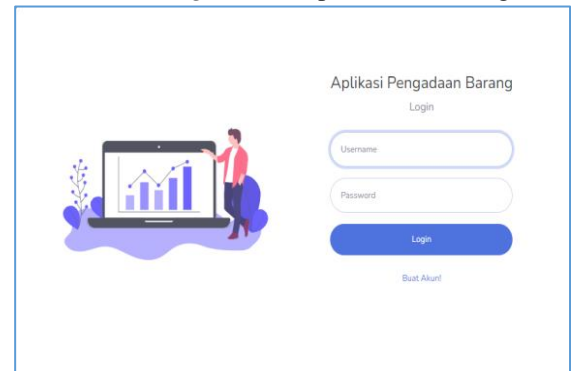 Aplikasi Pengadaan Barang
Login
Username
Password
Login
Buat Akun!